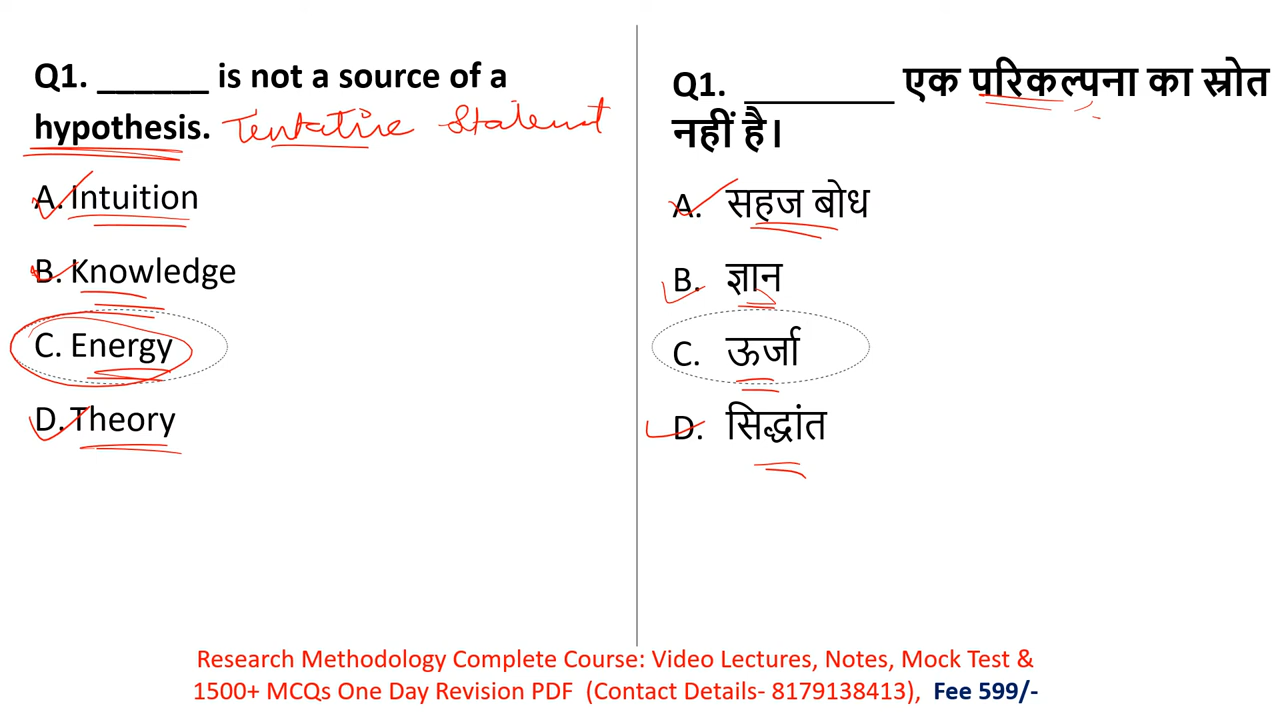 Q1. ______ is not a source of a
hypothesis. Tentative Statement
A. Intuition
B. Knowledge
C. Energy
D. Theory
Q1. ________ एक परिकल्पना का स्रोत
नहीं है।
A. सहज बोध
B. ज्ञान
C. ऊर्जा
D. सिद्धांत
Research Methodology Complete Course: Video Lectures, Notes, Mock Test &
1500+ MCQs One Day Revision PDF (Contact Details- 8179138413), Fee 599/-